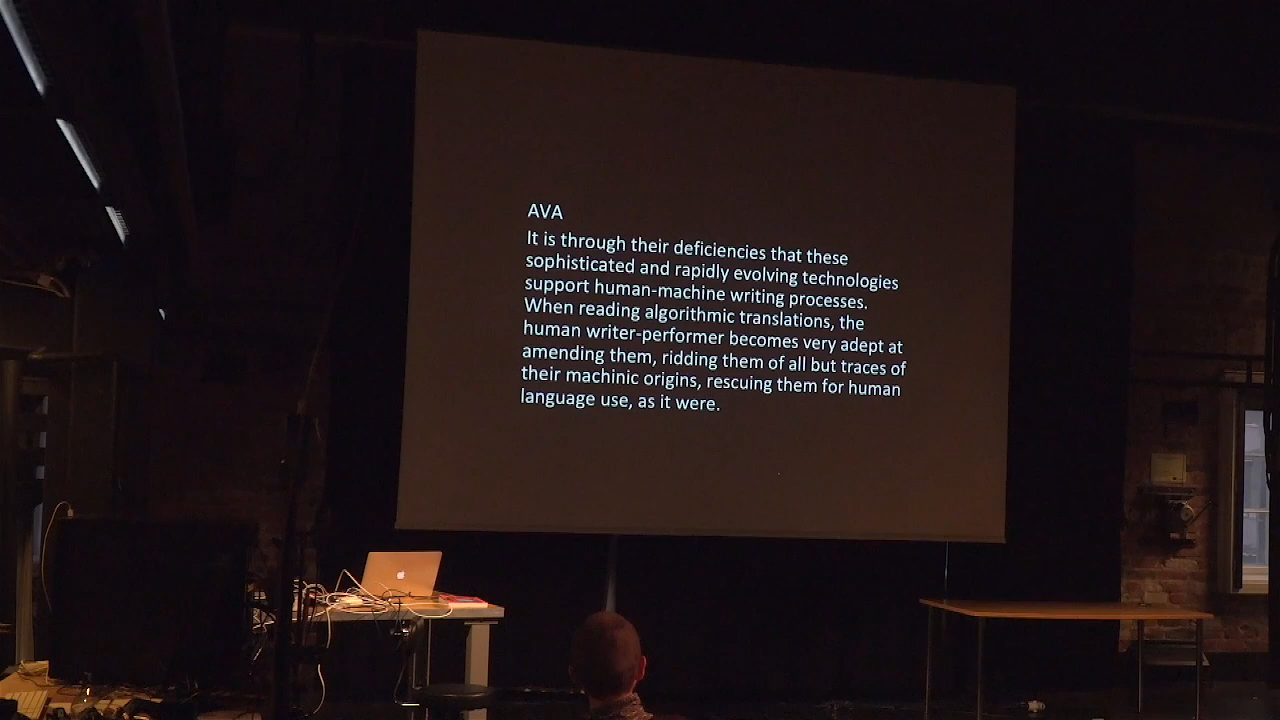 AVA
It is through their deficiencies that these
sophisticated and rapidly evolving technologies
support human-machine writing processes.
When reading algorithmic translations, the
human writer-performer becomes very adept at
amending them, ridding them of all but traces of
their machinic origins, rescuing them for human
language use, as it were.